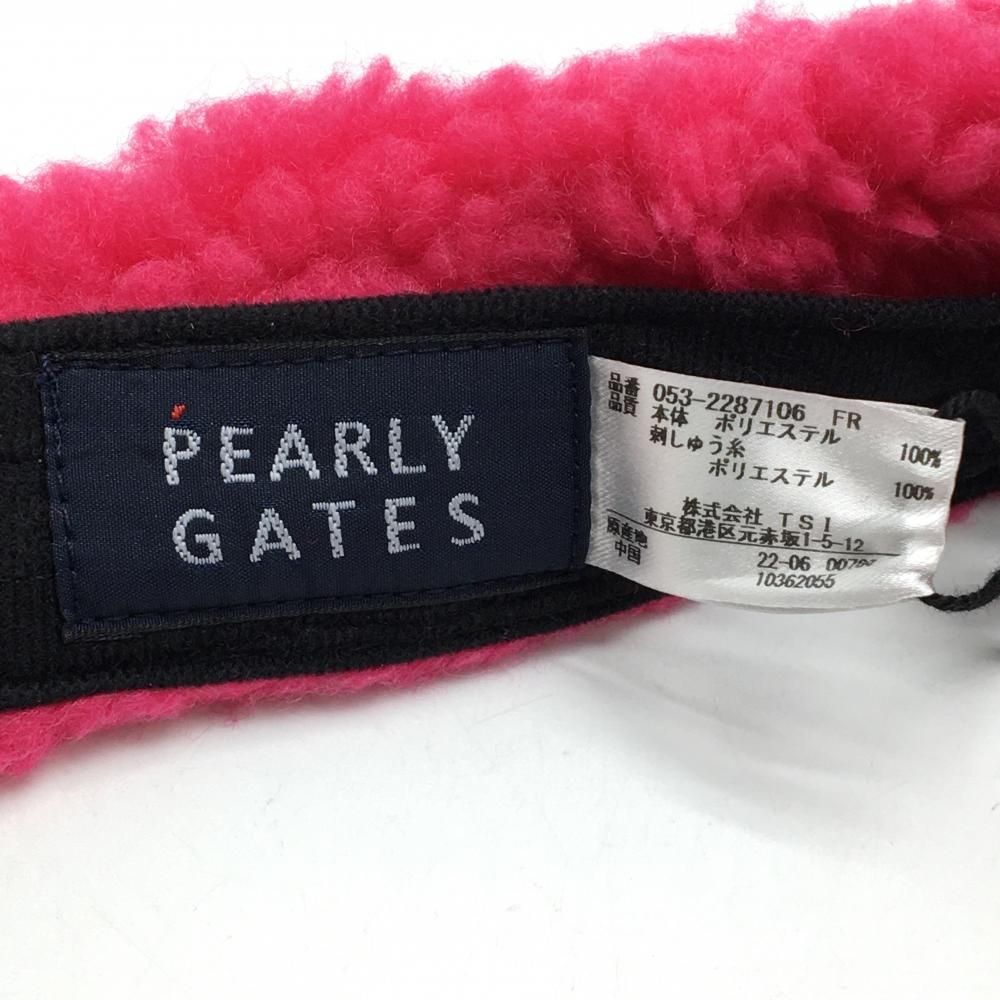 PEARLY
GATES
品番 053-2287106 FR
品質 本体 ポリエステル 100%
刺しゅう糸
ポリエステル 100%
株式会社 TSI
東京都港区元赤坂1-5-12
原産地
中国
22-06
10362055